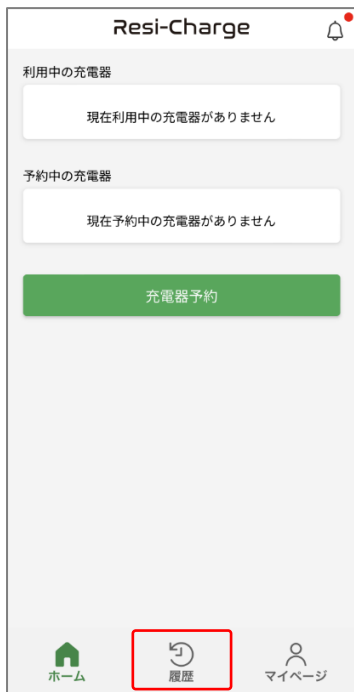 Resi-Charge
利用中の充電器
現在利用中の充電器がありません
予約中の充電器
現在予約中の充電器がありません
充電器予約
ホーム
履歴
マイページ